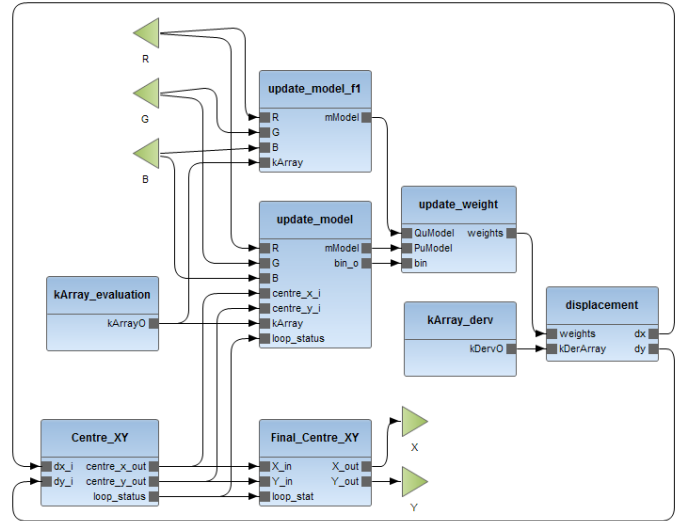 R
G
B
update_model_f1
R mModel
G
B
kArray
update_model
R mModel
G bin_o
B
centre_x_i
centre_y_i
kArray
loop_status
update_weight
QuModel weights
PuModel
bin
kArray_evaluation
kArrayO
kArray_derv
kDervO
displacement
weights dx
kDerArray dy
Centre_XY
dx_i centre_x_out
dy_i centre_y_out
loop_status
Final_Centre_XY
X_in X_out
Y_in Y_out
loop_stat
X
Y